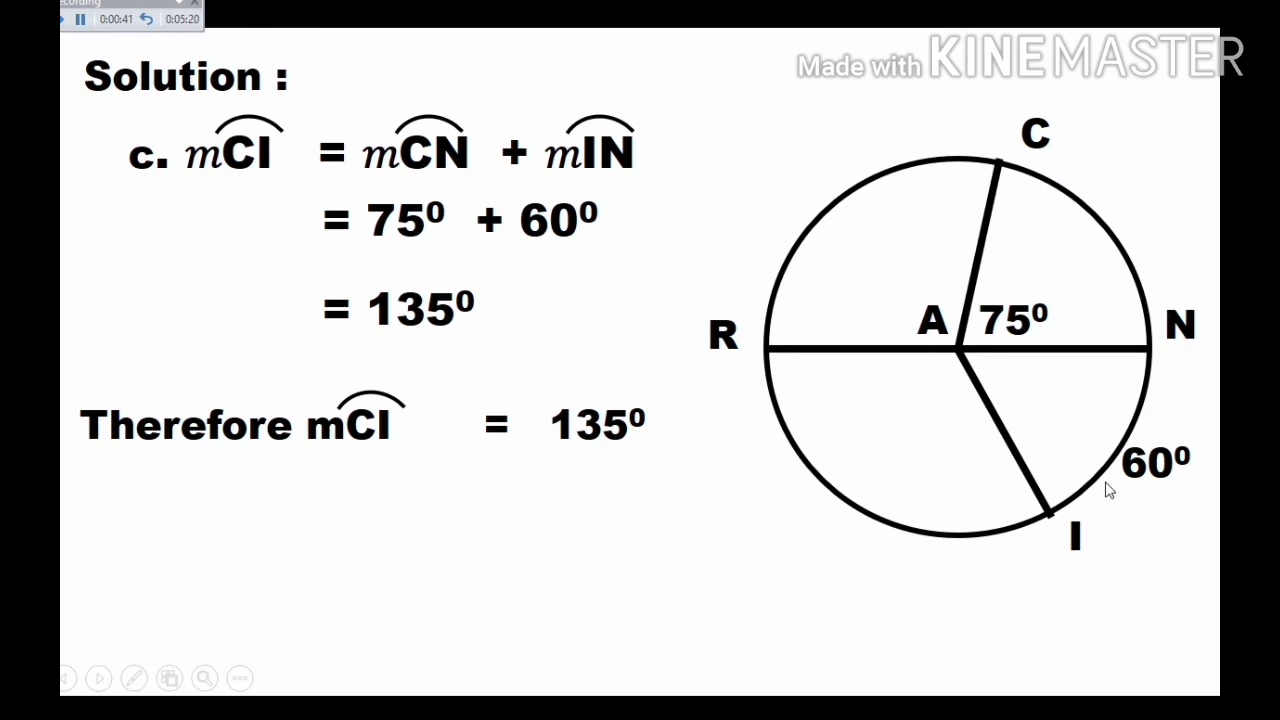 ecording
0:00:41 0:05:20
Made with KINEMASTER
Solution :
c. mCI = mCN + mIN
= 75⁰ + 60⁰
= 135⁰
Therefore mCI = 135⁰
C
R
A
75⁰
N
60⁰
I